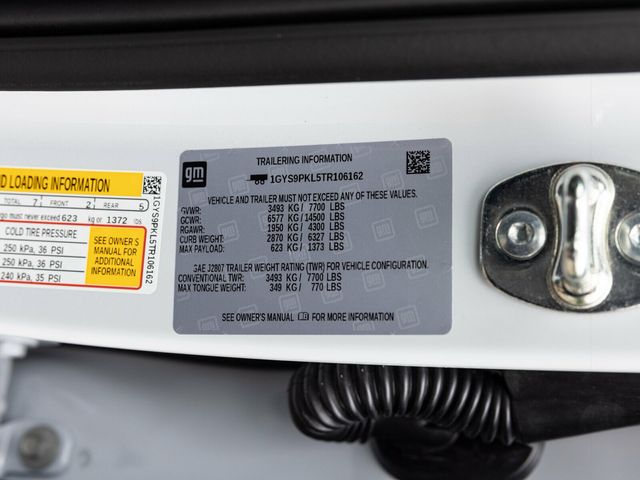 ND LOADING INFORMATION
TOTAL 7 FRONT 2 REAR 5
rgo must never exceed 623 kg or 1372 lbs
COLD TIRE PRESSURE
250 kPa, 36 PSI
250 kPa, 36 PSI
240 kPa, 35 PSI
SEE OWNER'S
MANUAL FOR
ADDITIONAL
INFORMATION
1GYS9PKL5TR106162
gm
TRAILERING INFORMATION
1GYS9PKL5TR106162
VEHICLE AND TRAILER MUST NOT EXCEED ANY OF THESE VALUES.
GVWR: 3493 KG / 7700 LBS
GCWR: 6577 KG / 14500 LBS
RGAWR: 1950 KG / 4300 LBS
CURB WEIGHT: 2870 KG / 6327 LBS
MAX PAYLOAD: 623 KG / 1373 LBS
SAE J2807 TRAILER WEIGHT RATING (TWR) FOR VEHICLE CONFIGURATION.
CONVENTIONAL TWR: 3493 KG / 7700 LBS
MAX TONGUE WEIGHT: 349 KG / 770 LBS
SEE OWNER'S MANUAL FOR MORE INFORMATION